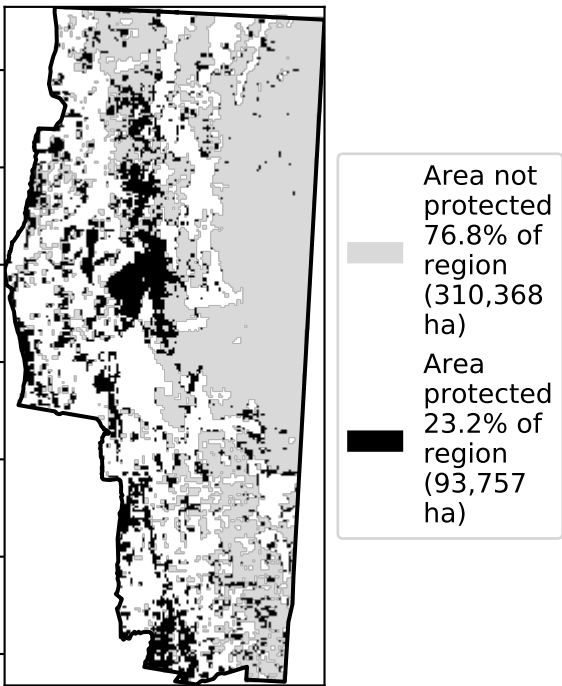 Area not
protected
76.8% of
region
(310,368
ha)
Area
protected
23.2% of
region
(93,757
ha)